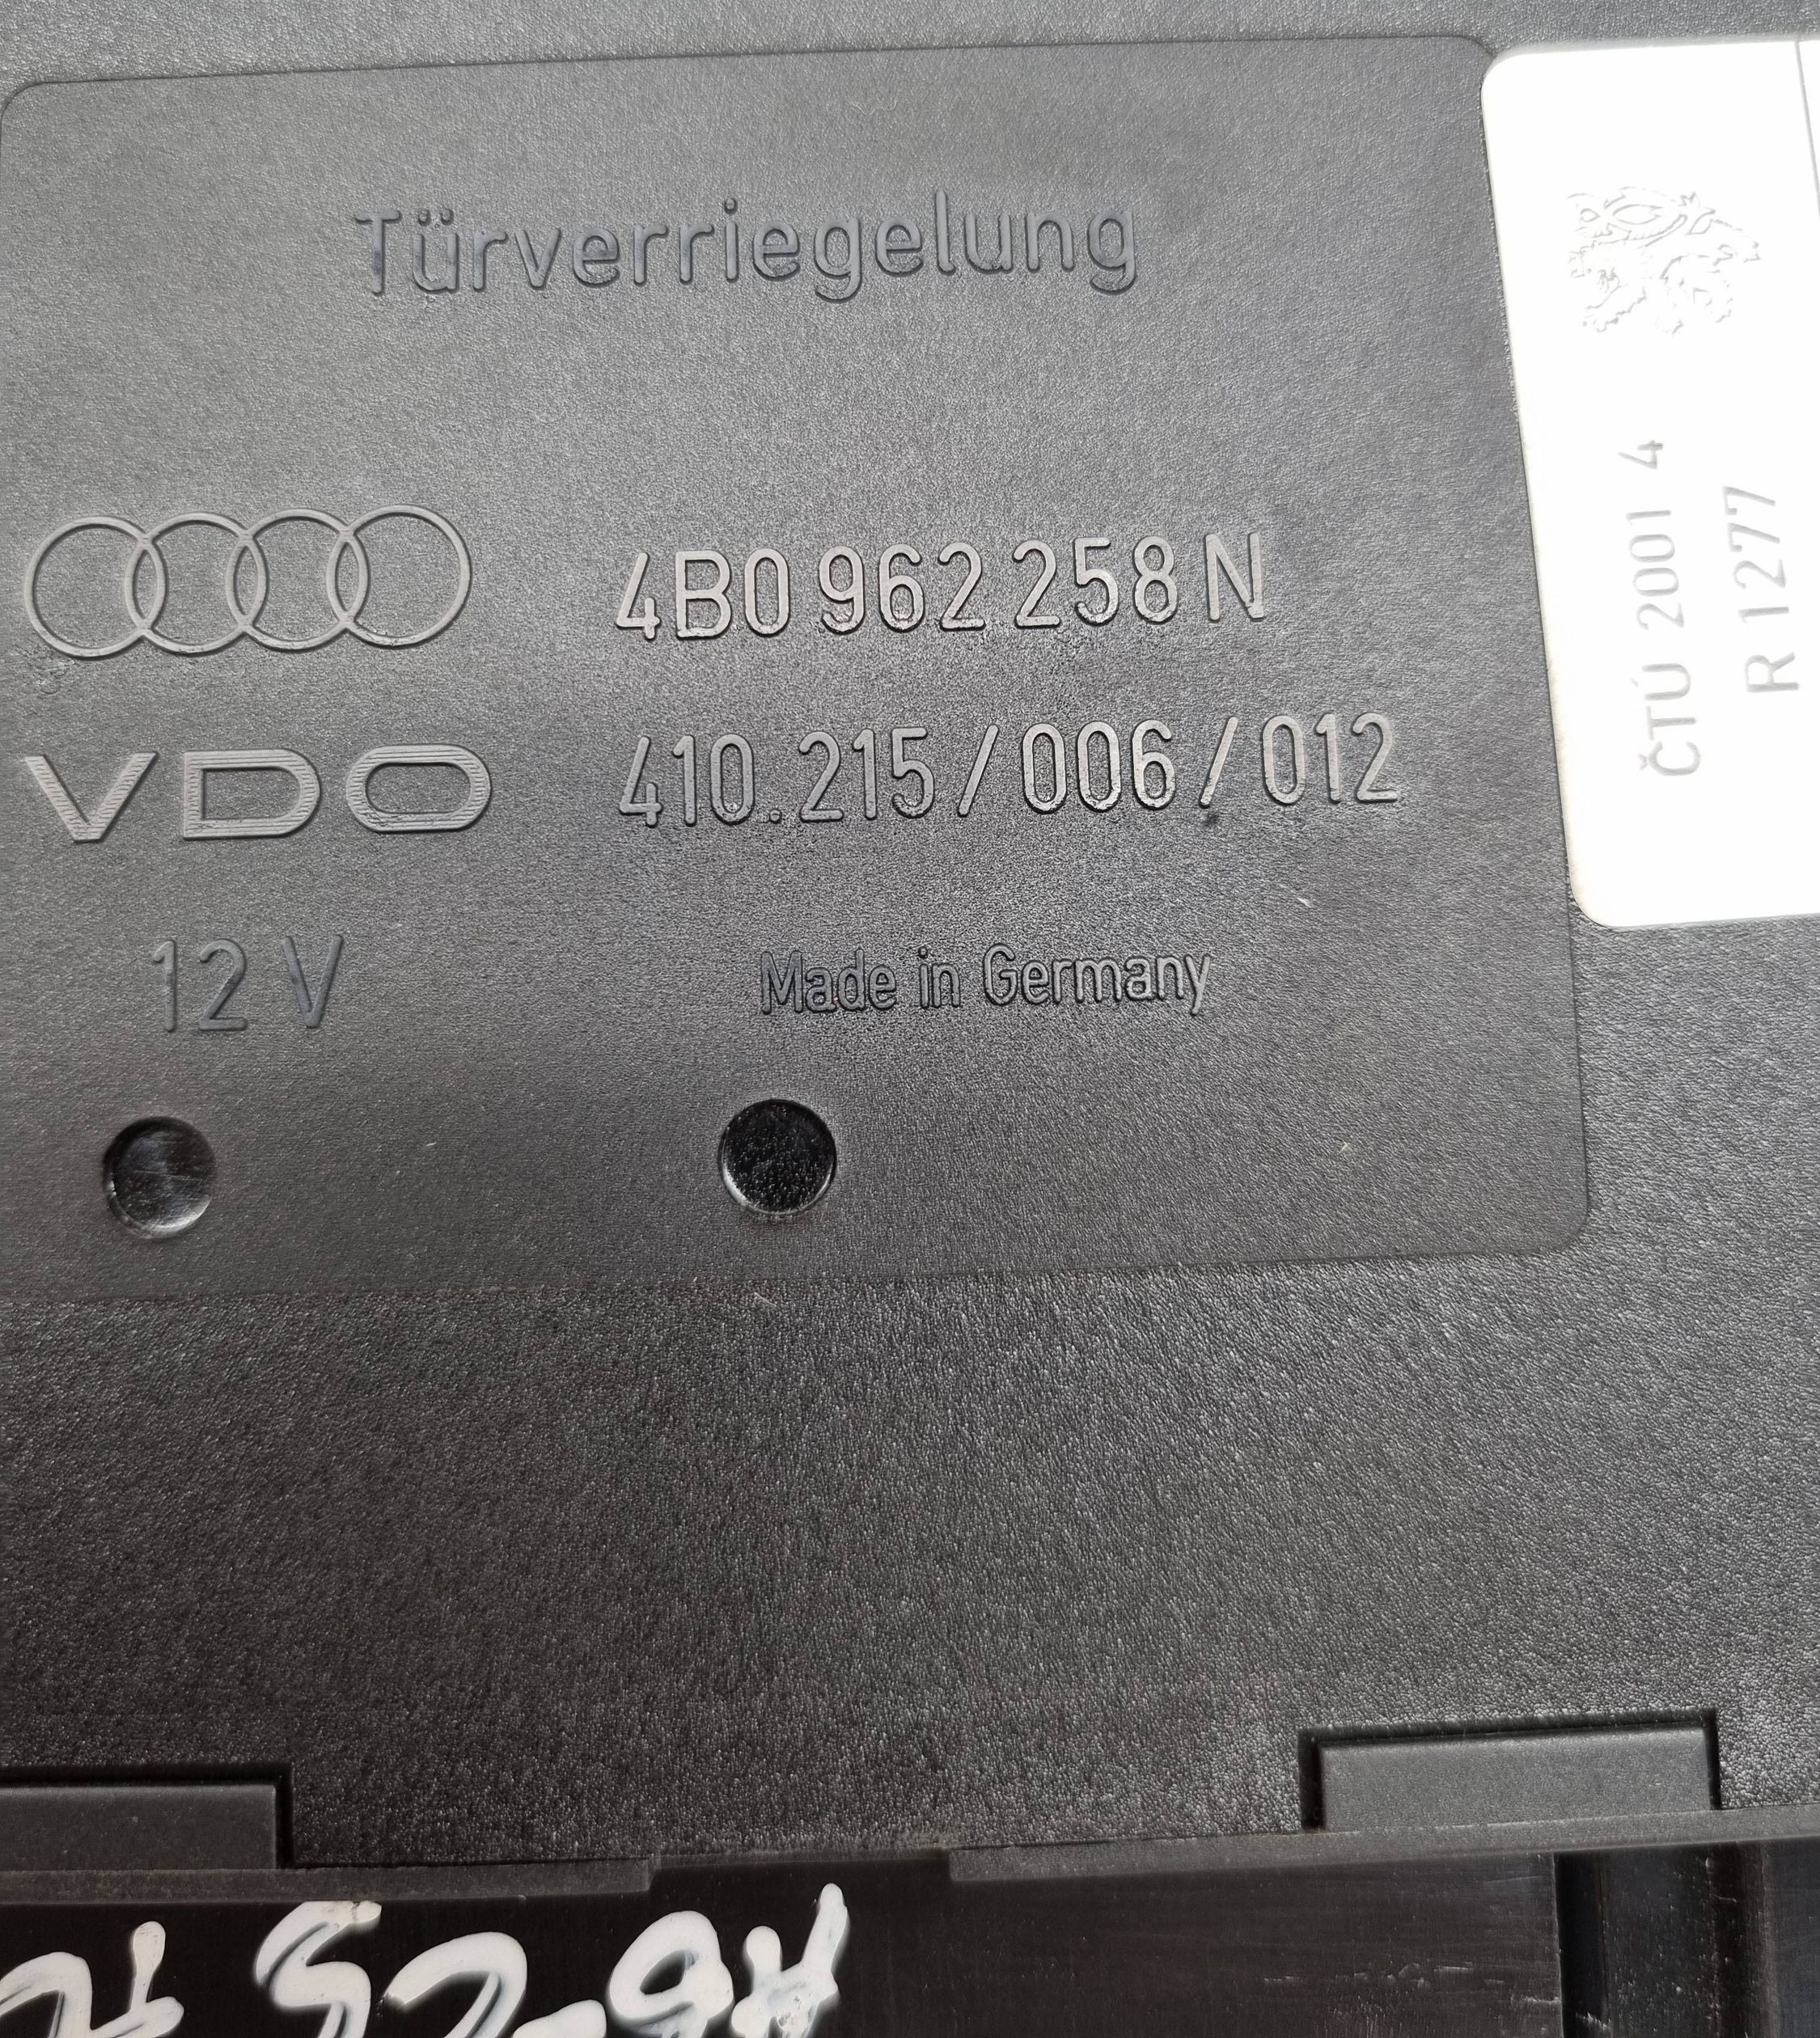 Türverriegelung
4B0 962 258 N
VDO 410.215/006/012
12 V Made in Germany
ČTÚ 2001 4
R 1277